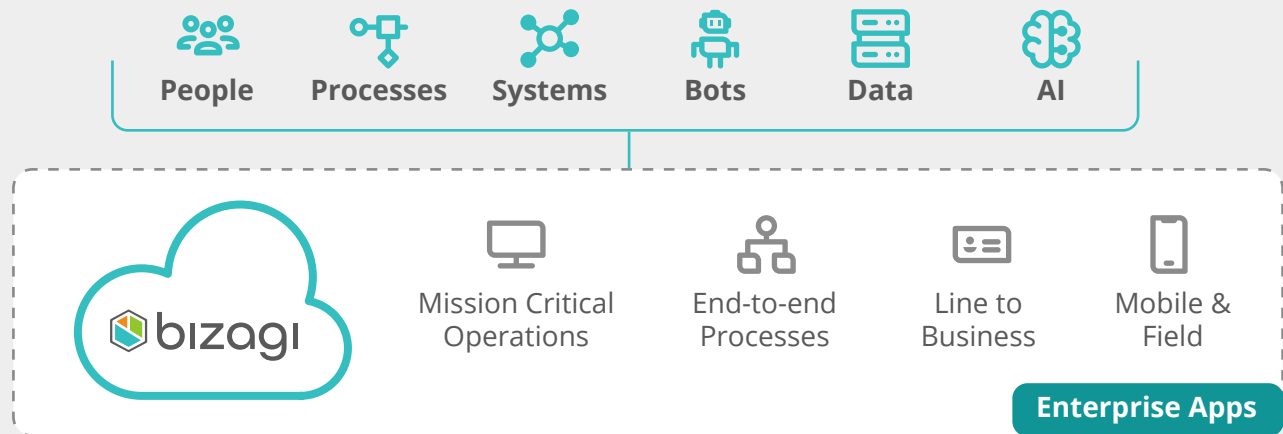 People Processes Systems Bots Data AI
bizagi
Mission Critical
Operations
End-to-end
Processes
Line to
Business
Mobile &
Field
Enterprise Apps